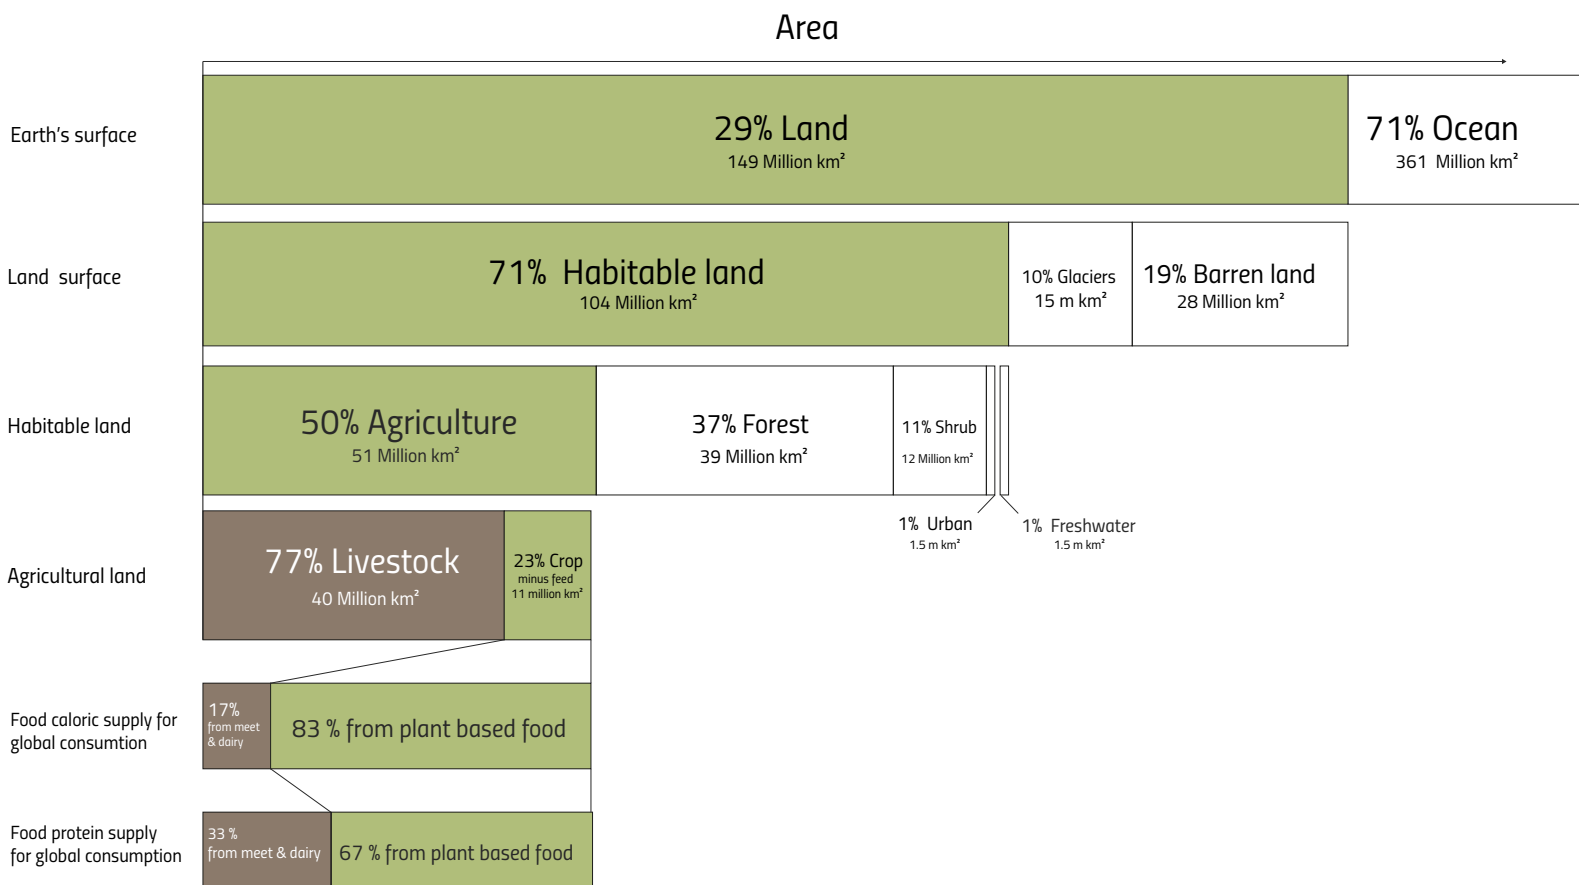 Area
Earth's surface
29% Land
149 Million km²
71% Ocean
361 Million km²
Land surface
71% Habitable land
104 Million km²
10% Glaciers
15 m km²
19% Barren land
28 Million km²
Habitable land
50% Agriculture
51 Million km²
37% Forest
39 Million km²
11% Shrub
12 Million km²
1% Urban
1.5 m km²
1% Freshwater
1.5 m km²
Agricultural land
77% Livestock
40 Million km²
23% Crop
minus feed
11 million km²
Food caloric supply for
global consumtion
17%
from meet
& dairy
83 % from plant based food
Food protein supply
for global consumption
33 %
from meet & dairy
67 % from plant based food